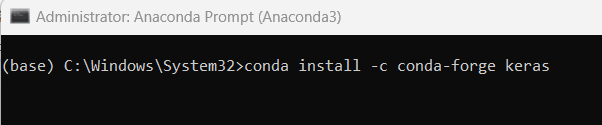 Administrator: Anaconda Prompt (Anaconda3)
(base) C:\Windows\System32>conda install -c conda-forge keras